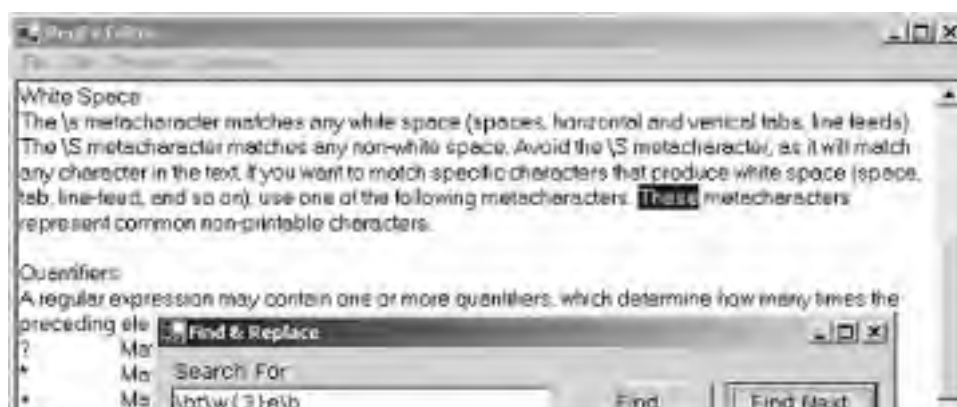 White Space
The \s metacharacter matches any white space (spaces, horizontal and vertical tabs, line feeds)
The \S metacharacter matches any non-white space. Avoid the \S metacharacter, as it will match
any character in the text. If you want to match specific characters that produce white space (space,
tab, line-feed, and so on), use one of the following metacharacters. These metacharacters
represent common non-printable characters.
Quantifiers
A regular expression may contain one or more quantifiers, which determine how many times the
preceding ele
Find & Replace
? Mat
Search For
* Ma
Find
Find Next